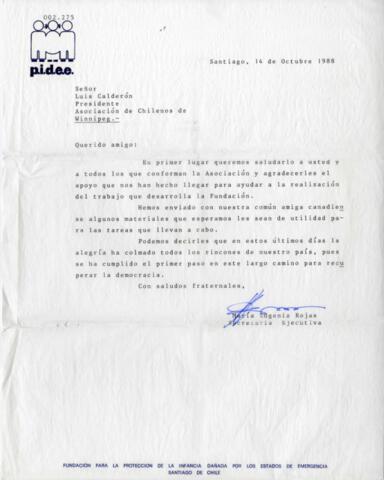 002.225
p.i.d.e.e.
Santiago, 14 de Octubre 1988
Señor
Luis Calderón
Presidente
Asociación de Chilenos de
Winnipeg.-
Querido amigo:
En primer lugar queremos saludarlo a usted y
a todos los que conforman la Asociación y agradecerles el
apoyo que nos han hecho llegar para ayudar a la realización
del trabajo que desarrolla la Fundación.
Hemos enviado con nuestra común amiga canadien
se algunos materiales que esperamos les sean de utilidad pa-
ra las tareas que llevan a cabo.
Podemos decirles que en estos últimos días la
alegría ha colmado todos los rincones de nuestro país, pues
se ha cumplido el primer paso en este largo camino para recu
perar la democracia.
Con saludos fraternales,
María Eugenia Rojas
Secretaria Ejecutiva
FUNDACIÓN PARA LA PROTECCION DE LA INFANCIA DAÑADA POR LOS ESTADOS DE EMERGENCIA
SANTIAGO DE CHILE